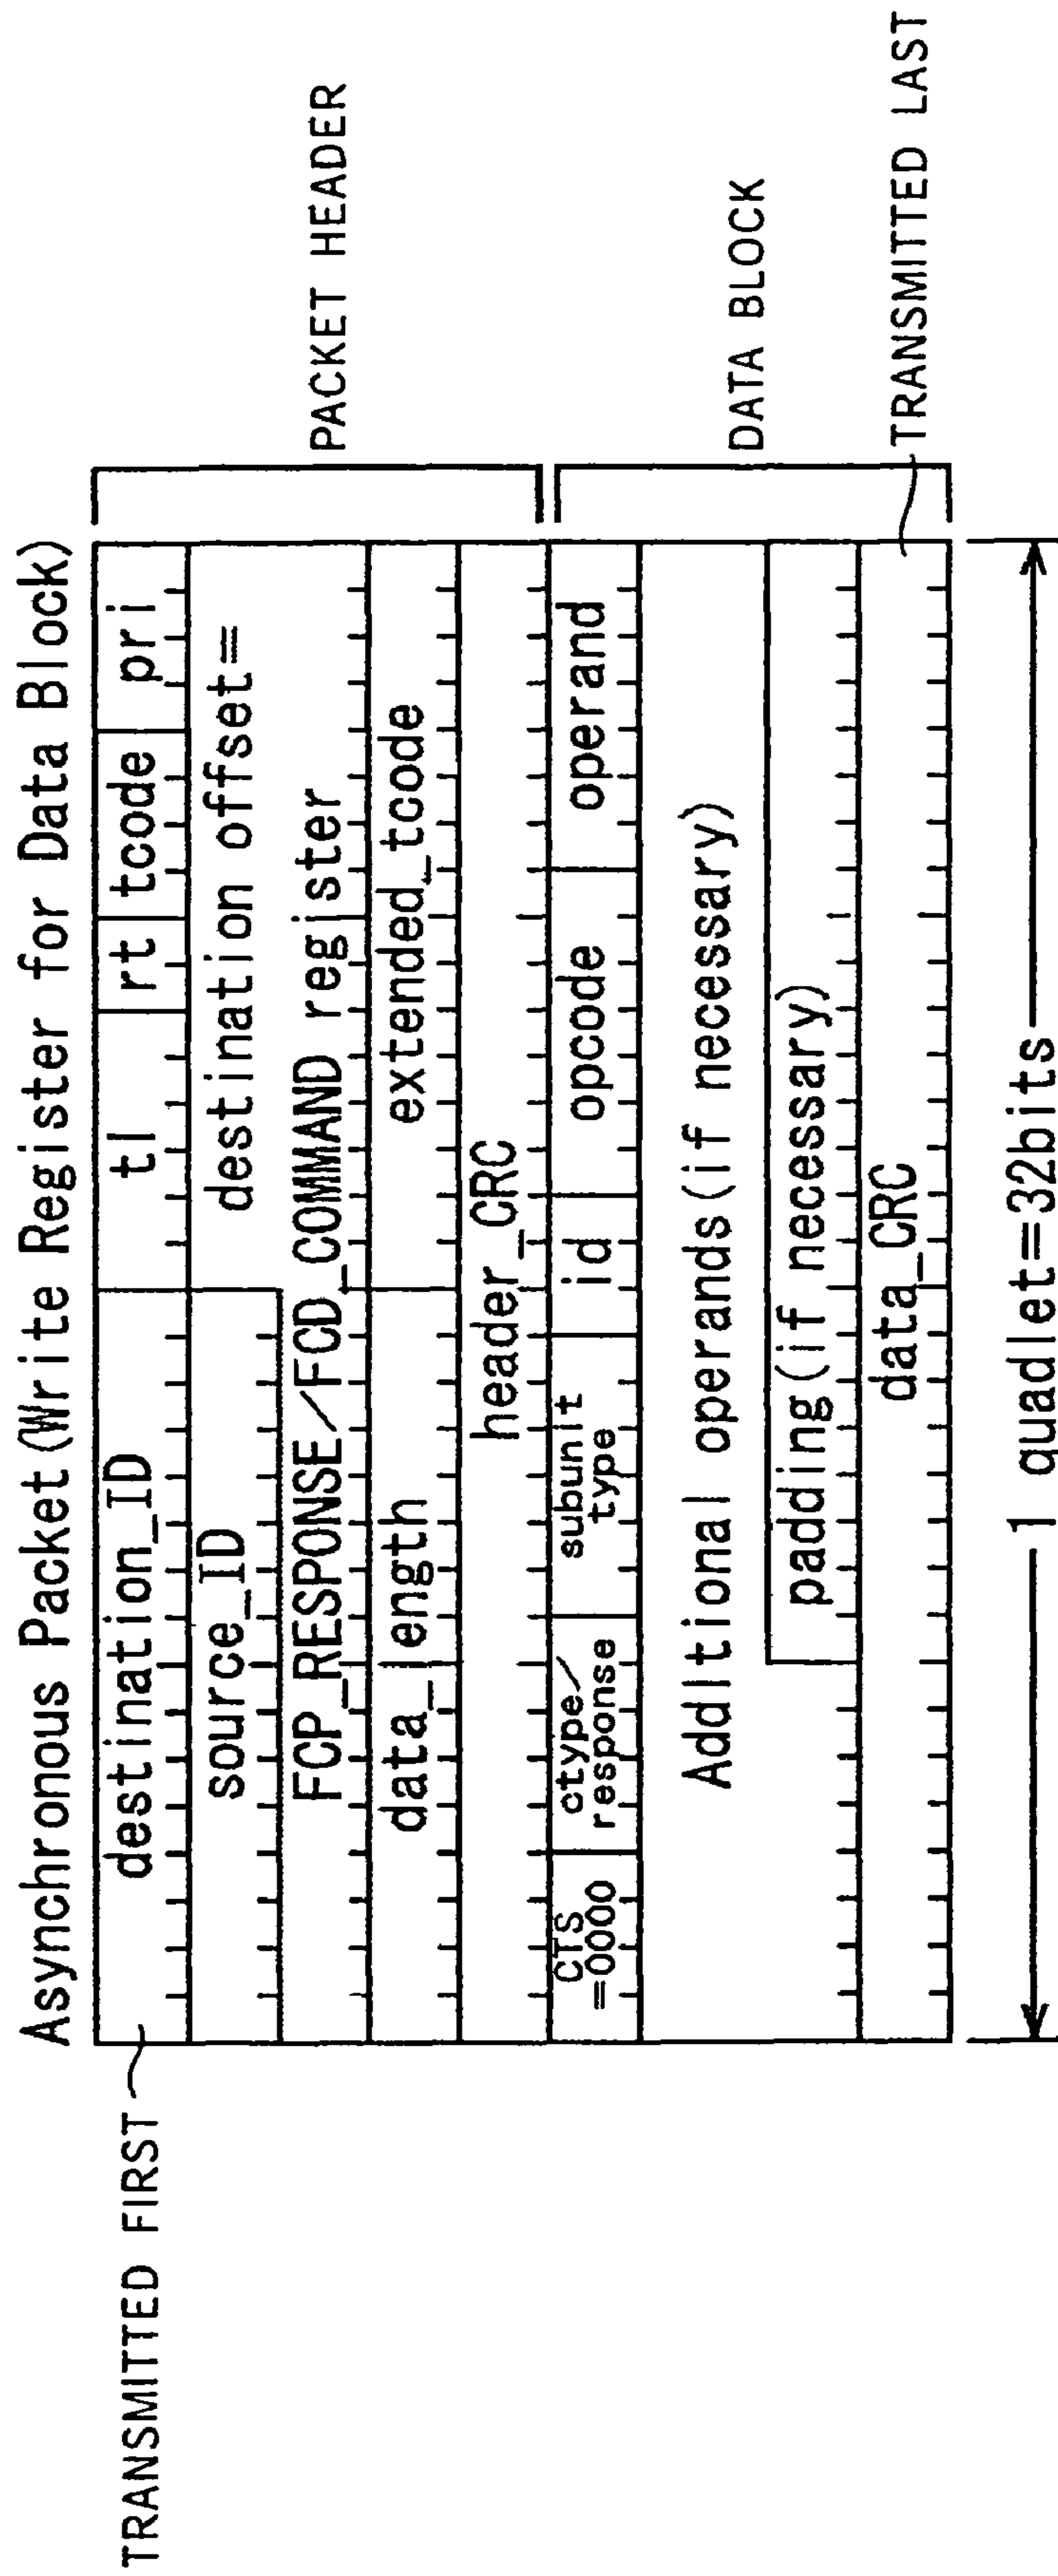 Asynchronous Packet(Write Register for Data Block)
TRANSMITTED FIRST
destination_ID tl rt tcode pri
source_ID destination offset=
FCP_RESPONSE/FCD_COMMAND register
data_length extended_tcode
header_CRC
PACKET HEADER
CTS
=0000
ctype/
response
subunit
type
id opcode operand
Additional operands(if necessary)
padding(if necessary)
data_CRC
DATA BLOCK
TRANSMITTED LAST
1 quadlet=32bits